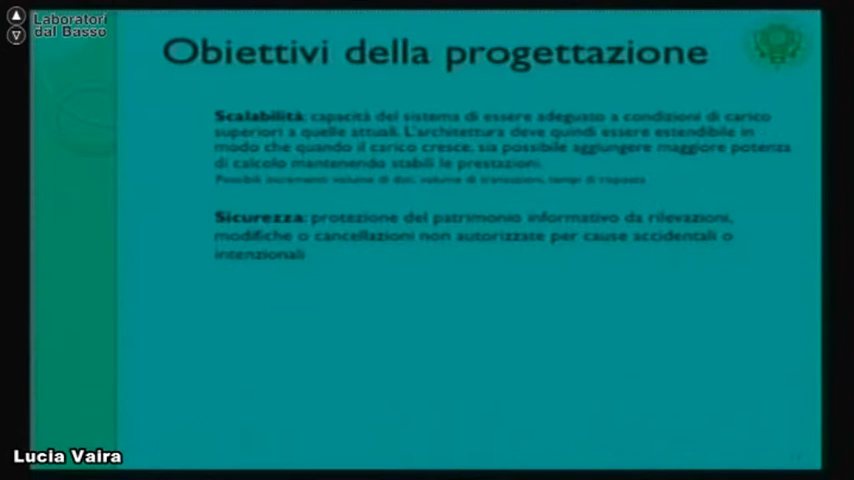 Laboratori
dal Basso
Obiettivi della progettazione
Scalabilità: capacità del sistema di essere adeguato a condizioni di carico
superiori a quelle attuali. L'architettura deve quindi essere estendibile in
modo che quando il carico cresce, sia possibile aggiungere maggiore potenza
di calcolo mantenendo stabili le prestazioni.
Possibili incrementi: volume di dati, volume di transazioni, tempi di risposta
Sicurezza: protezione del patrimonio informativo da rilevazioni,
modifiche o cancellazioni non autorizzate per cause accidentali o
intenzionali
Lucia Vaira